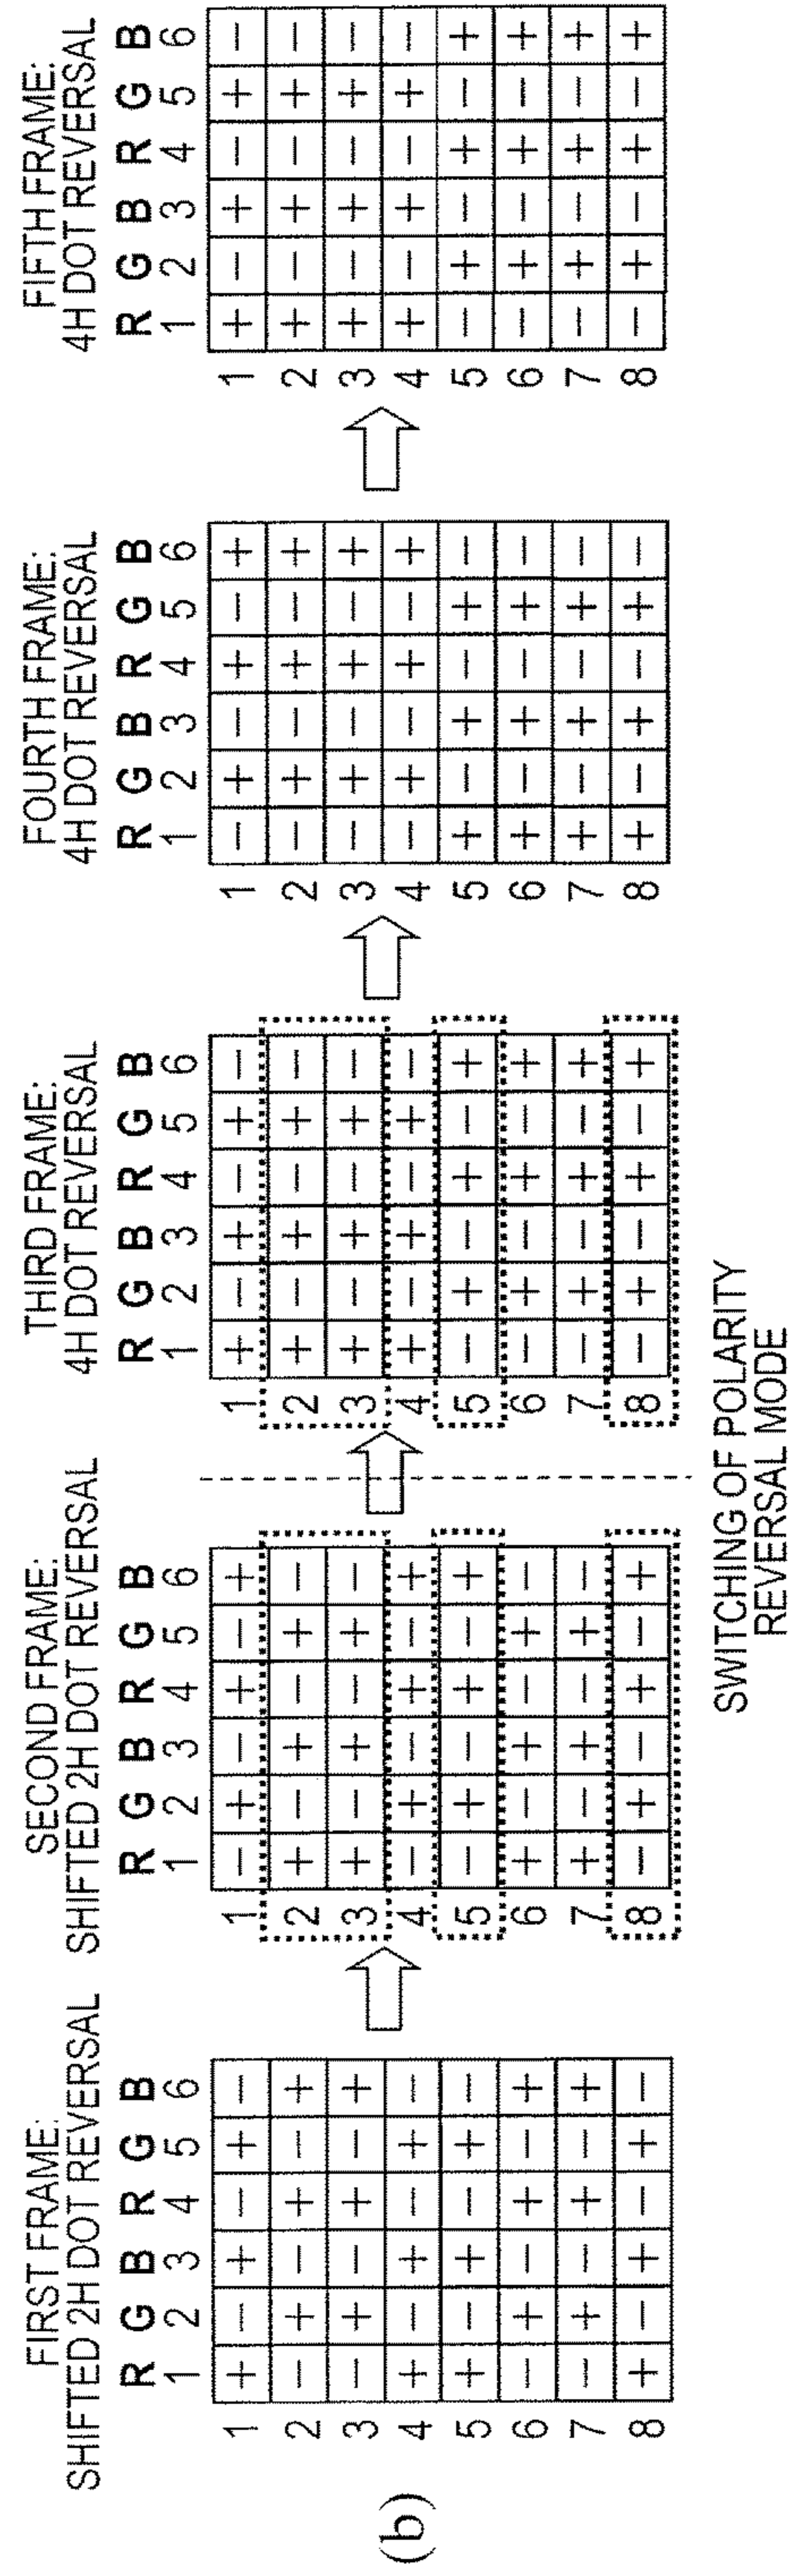 (b)
FIRST FRAME:
SHIFTED 2H DOT REVERSAL
R G B R G B
1 2 3 4 5 6
1 + − + − + −
2 − + − + − +
3 − + − + − +
4 + − + − + −
5 + − + − + −
6 − + − + − +
7 − + − + − +
8 + − + − + −
SECOND FRAME:
SHIFTED 2H DOT REVERSAL
R G B R G B
1 2 3 4 5 6
1 − + − + − +
2 + − + − + −
3 + − + − + −
4 − + − + − +
5 − + − + − +
6 + − + − + −
7 + − + − + −
8 − + − + − +
SWITCHING OF POLARITY
REVERSAL MODE
THIRD FRAME:
4H DOT REVERSAL
R G B R G B
1 2 3 4 5 6
1 + − + − + −
2 + − + − + −
3 + − + − + −
4 + − + − + −
5 − + − + − +
6 − + − + − +
7 − + − + − +
8 − + − + − +
FOURTH FRAME:
4H DOT REVERSAL
R G B R G B
1 2 3 4 5 6
1 − + − + − +
2 − + − + − +
3 − + − + − +
4 − + − + − +
5 + − + − + −
6 + − + − + −
7 + − + − + −
8 + − + − + −
FIFTH FRAME:
4H DOT REVERSAL
R G B R G B
1 2 3 4 5 6
1 + − + − + −
2 + − + − + −
3 + − + − + −
4 + − + − + −
5 − + − + − +
6 − + − + − +
7 − + − + − +
8 − + − + − +